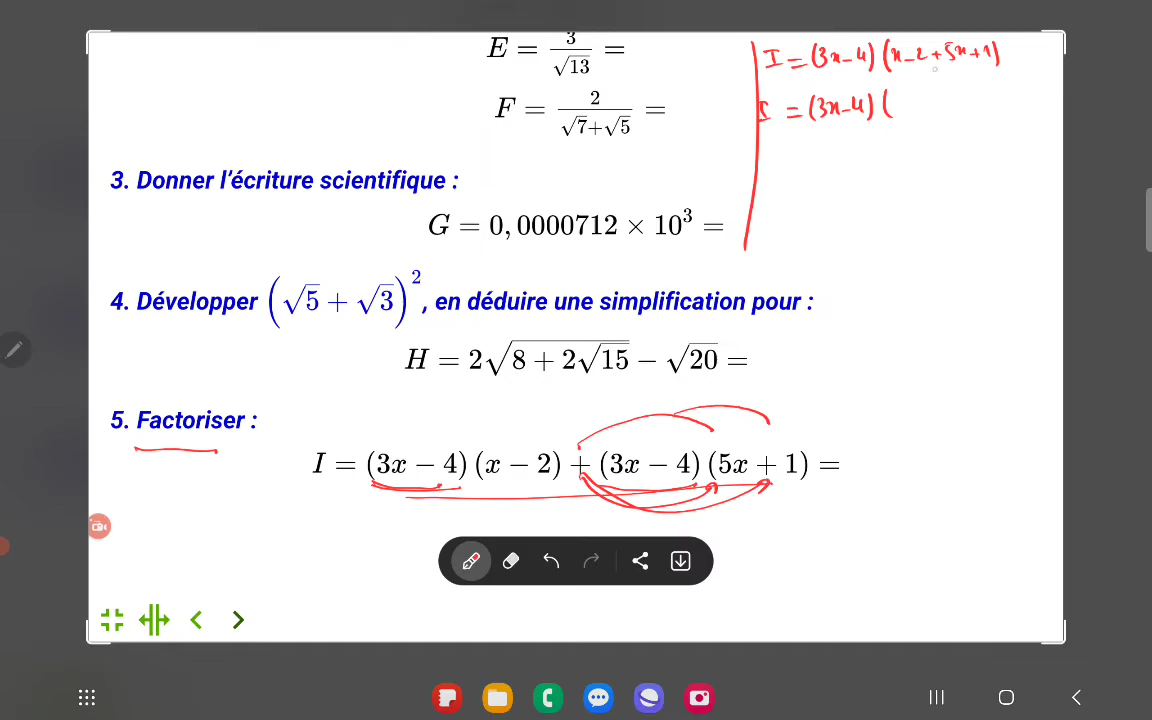 E = 3/√13 =
F = 2/(√7+√5) =
I = (3x-4)(x-2+5x+1)
I = (3x-4)(
3. Donner l’écriture scientifique :
G = 0,0000712 × 10³ =
4. Développer (√5 + √3)², en déduire une simplification pour :
H = 2√(8 + 2√15) − √20 =
5. Factoriser :
I = (3x − 4)(x − 2) + (3x − 4)(5x + 1) =